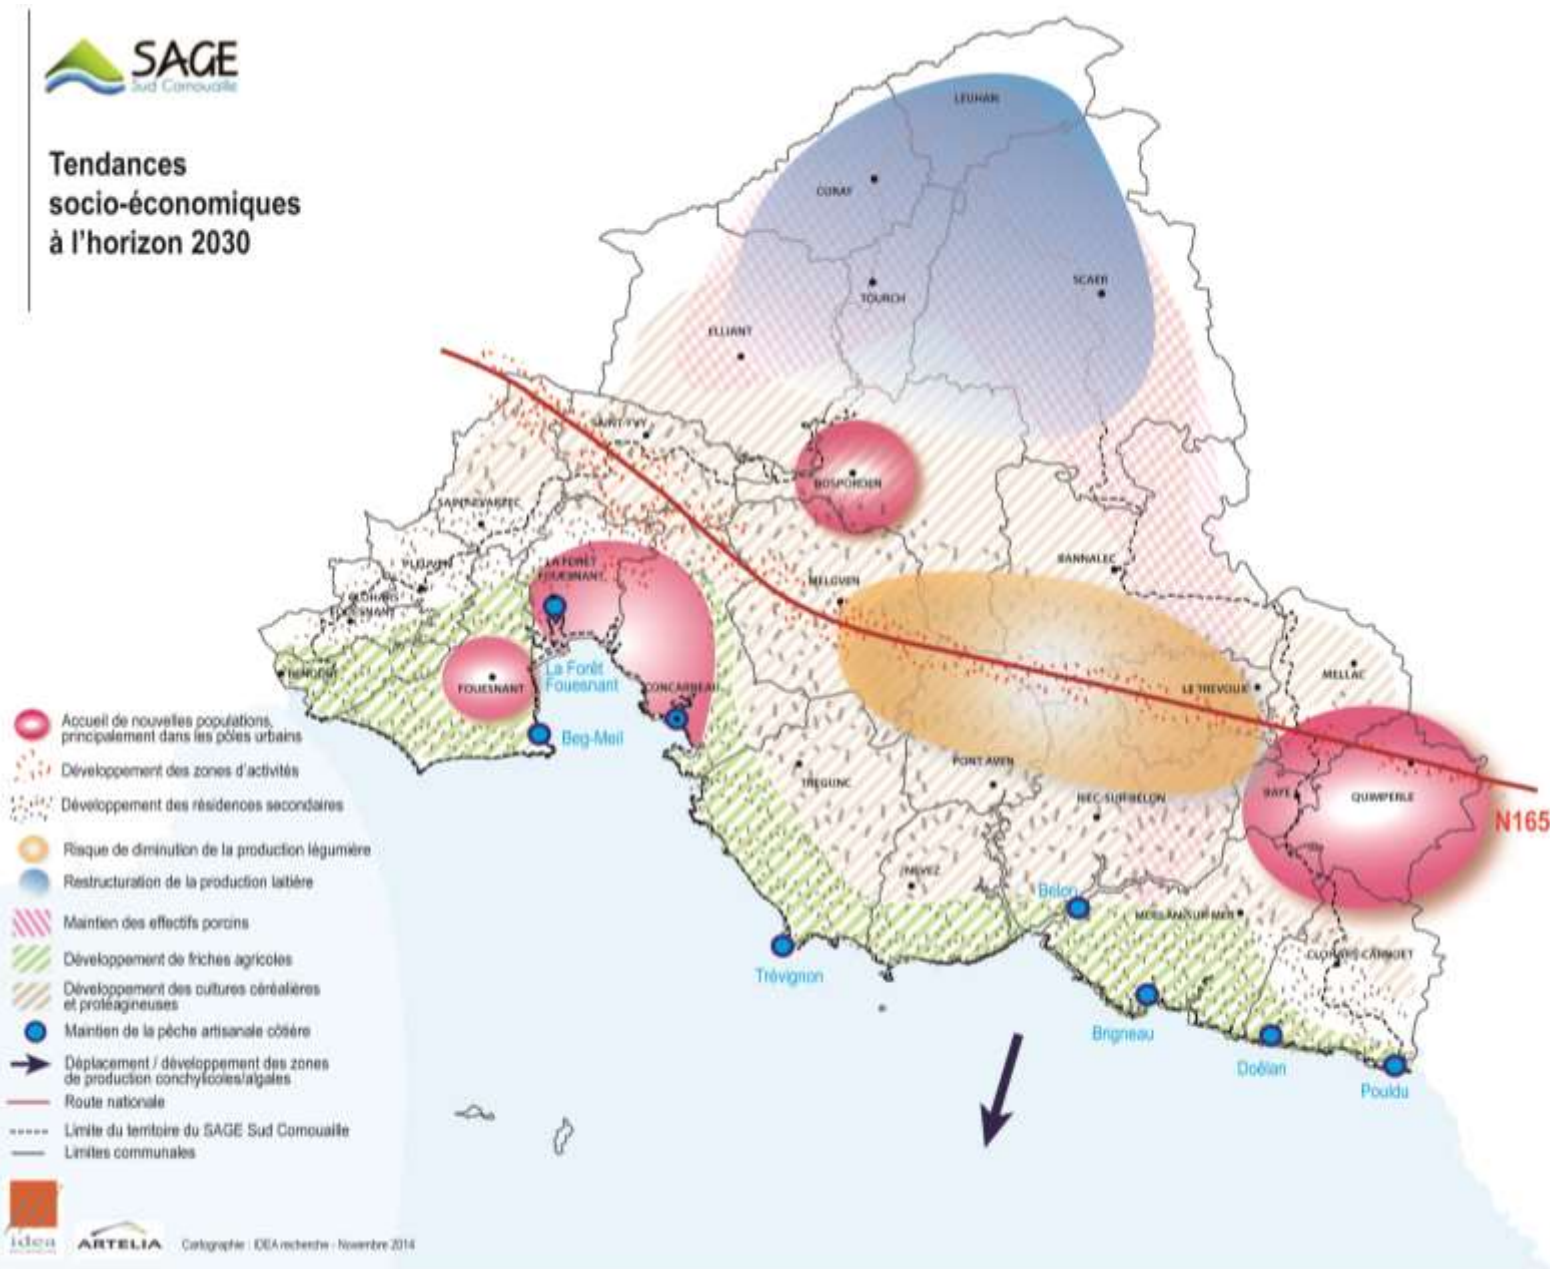 SAGE
Sud Cornouaille
Tendances
socio-économiques
à l'horizon 2030
LEUHAN
CORAY
SCAER
TOURCH
ELLIANT
SAINT-YVY
ROSPORDEN
SAINT-EVARZEC
PLEUVEN
LA FORÊT
FOUESNANT
CLOHARS
FOUESNANT
BANNALEC
MELGVEN
BENODET
FOUESNANT
La Forêt
Fouesnant
CONCARNEAU
Beg-Meil
LE TREVOUX
MELLAC
TREGUNC
PONT AVEN
RIEC-SUR-BELON
BAYE
QUIMPERLE
N165
NEVEZ
Belon
MOELAN-SUR-MER
CLOHARS-CARNOET
Trévignon
Brigneau
Doëlan
Pouldu
Accueil de nouvelles populations,
principalement dans les pôles urbains
Développement des zones d'activités
Développement des résidences secondaires
Risque de diminution de la production légumière
Restructuration de la production laitière
Maintien des effectifs porcins
Développement de friches agricoles
Développement des cultures céréalières
et protéagineuses
Maintien de la pêche artisanale côtière
Déplacement / développement des zones
de production conchylicoles/algales
Route nationale
Limite du territoire du SAGE Sud Cornouaille
Limites communales
idea
ARTELIA
Cartographie : IDEA recherche - Novembre 2014